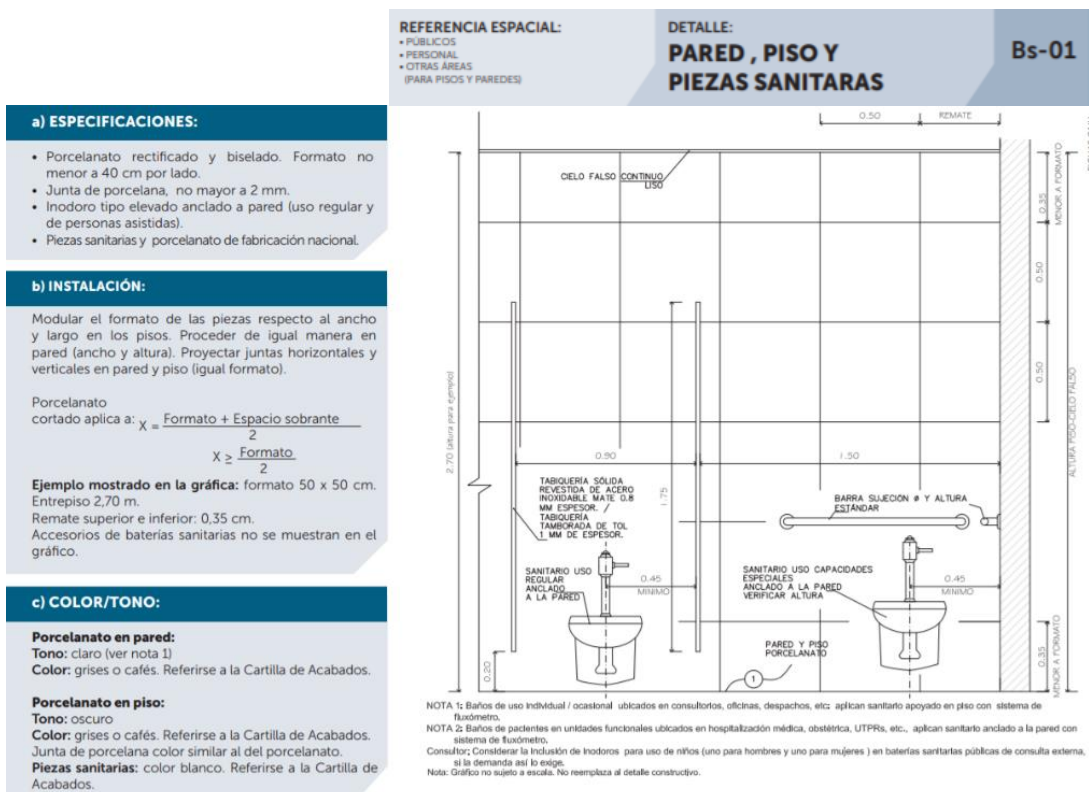 REFERENCIA ESPACIAL:
• PÚBLICOS
• PERSONAL
• OTRAS ÁREAS
(PARA PISOS Y PAREDES)
DETALLE:
PARED , PISO Y
PIEZAS SANITARAS
Bs-01
a) ESPECIFICACIONES:
• Porcelanato rectificado y biselado. Formato no
menor a 40 cm por lado.
• Junta de porcelana, no mayor a 2 mm.
• Inodoro tipo elevado anclado a pared (uso regular y
de personas asistidas).
• Piezas sanitarias y porcelanato de fabricación nacional.
b) INSTALACIÓN:
Modular el formato de las piezas respecto al ancho
y largo en los pisos. Proceder de igual manera en
pared (ancho y altura). Proyectar juntas horizontales y
verticales en pared y piso (igual formato).
Porcelanato
cortado aplica a: X = Formato + Espacio sobrante
2
X ≥ Formato
2
Ejemplo mostrado en la gráfica: formato 50 x 50 cm.
Entrepiso 2,70 m.
Remate superior e inferior: 0,35 cm.
Accesorios de baterías sanitarias no se muestran en el
gráfico.
c) COLOR/TONO:
Porcelanato en pared:
Tono: claro (ver nota 1)
Color: grises o cafés. Referirse a la Cartilla de Acabados.
Porcelanato en piso:
Tono: oscuro
Color: grises o cafés. Referirse a la Cartilla de Acabados.
Junta de porcelana color similar al del porcelanato.
Piezas sanitarias: color blanco. Referirse a la Cartilla de
Acabados.
0.50
REMATE
CIELO FALSO CONTINUO
LISO
0.35
MENOR A FORMATO
0.50
0.50
2.70 (altura para ejemplo)
ALTURA PISO-CIELO FALSO
0.90
1.50
1.75
TABIQUERÍA SÓLIDA
REVESTIDA DE ACERO
INOXIDABLE MATE 0.8
MM ESPESOR. /
TABIQUERÍA
TAMBORADA DE TOL
1 MM DE ESPESOR.
BARRA SUJECIÓN ø Y ALTURA
ESTÁNDAR
SANITARIO USO
REGULAR
ANCLADO
A LA PARED
0.45
MINIMO
SANITARIO USO CAPACIDADES
ESPECIALES
ANCLADO A LA PARED
VERIFICAR ALTURA
0.45
MINIMO
0.20
PARED Y PISO
PORCELANATO
1
0.35
MENOR A FORMATO
NOTA 1: Baños de uso individual / ocasional ubicados en consultorios, oficinas, despachos, etc; aplican sanitario apoyado en piso con sistema de
fluxómetro.
NOTA 2: Baños de pacientes en unidades funcionales ubicados en hospitalización médica, obstétrica, UTPRs, etc., aplican sanitario anclado a la pared con
sistema de fluxómetro.
Consultor: Considerar la inclusión de Inodoros para uso de niños (uno para hombres y uno para mujeres ) en baterías sanitarias públicas de consulta externa,
si la demanda así lo exige.
Nota: Gráfico no sujeto a escala. No reemplaza al detalle constructivo.